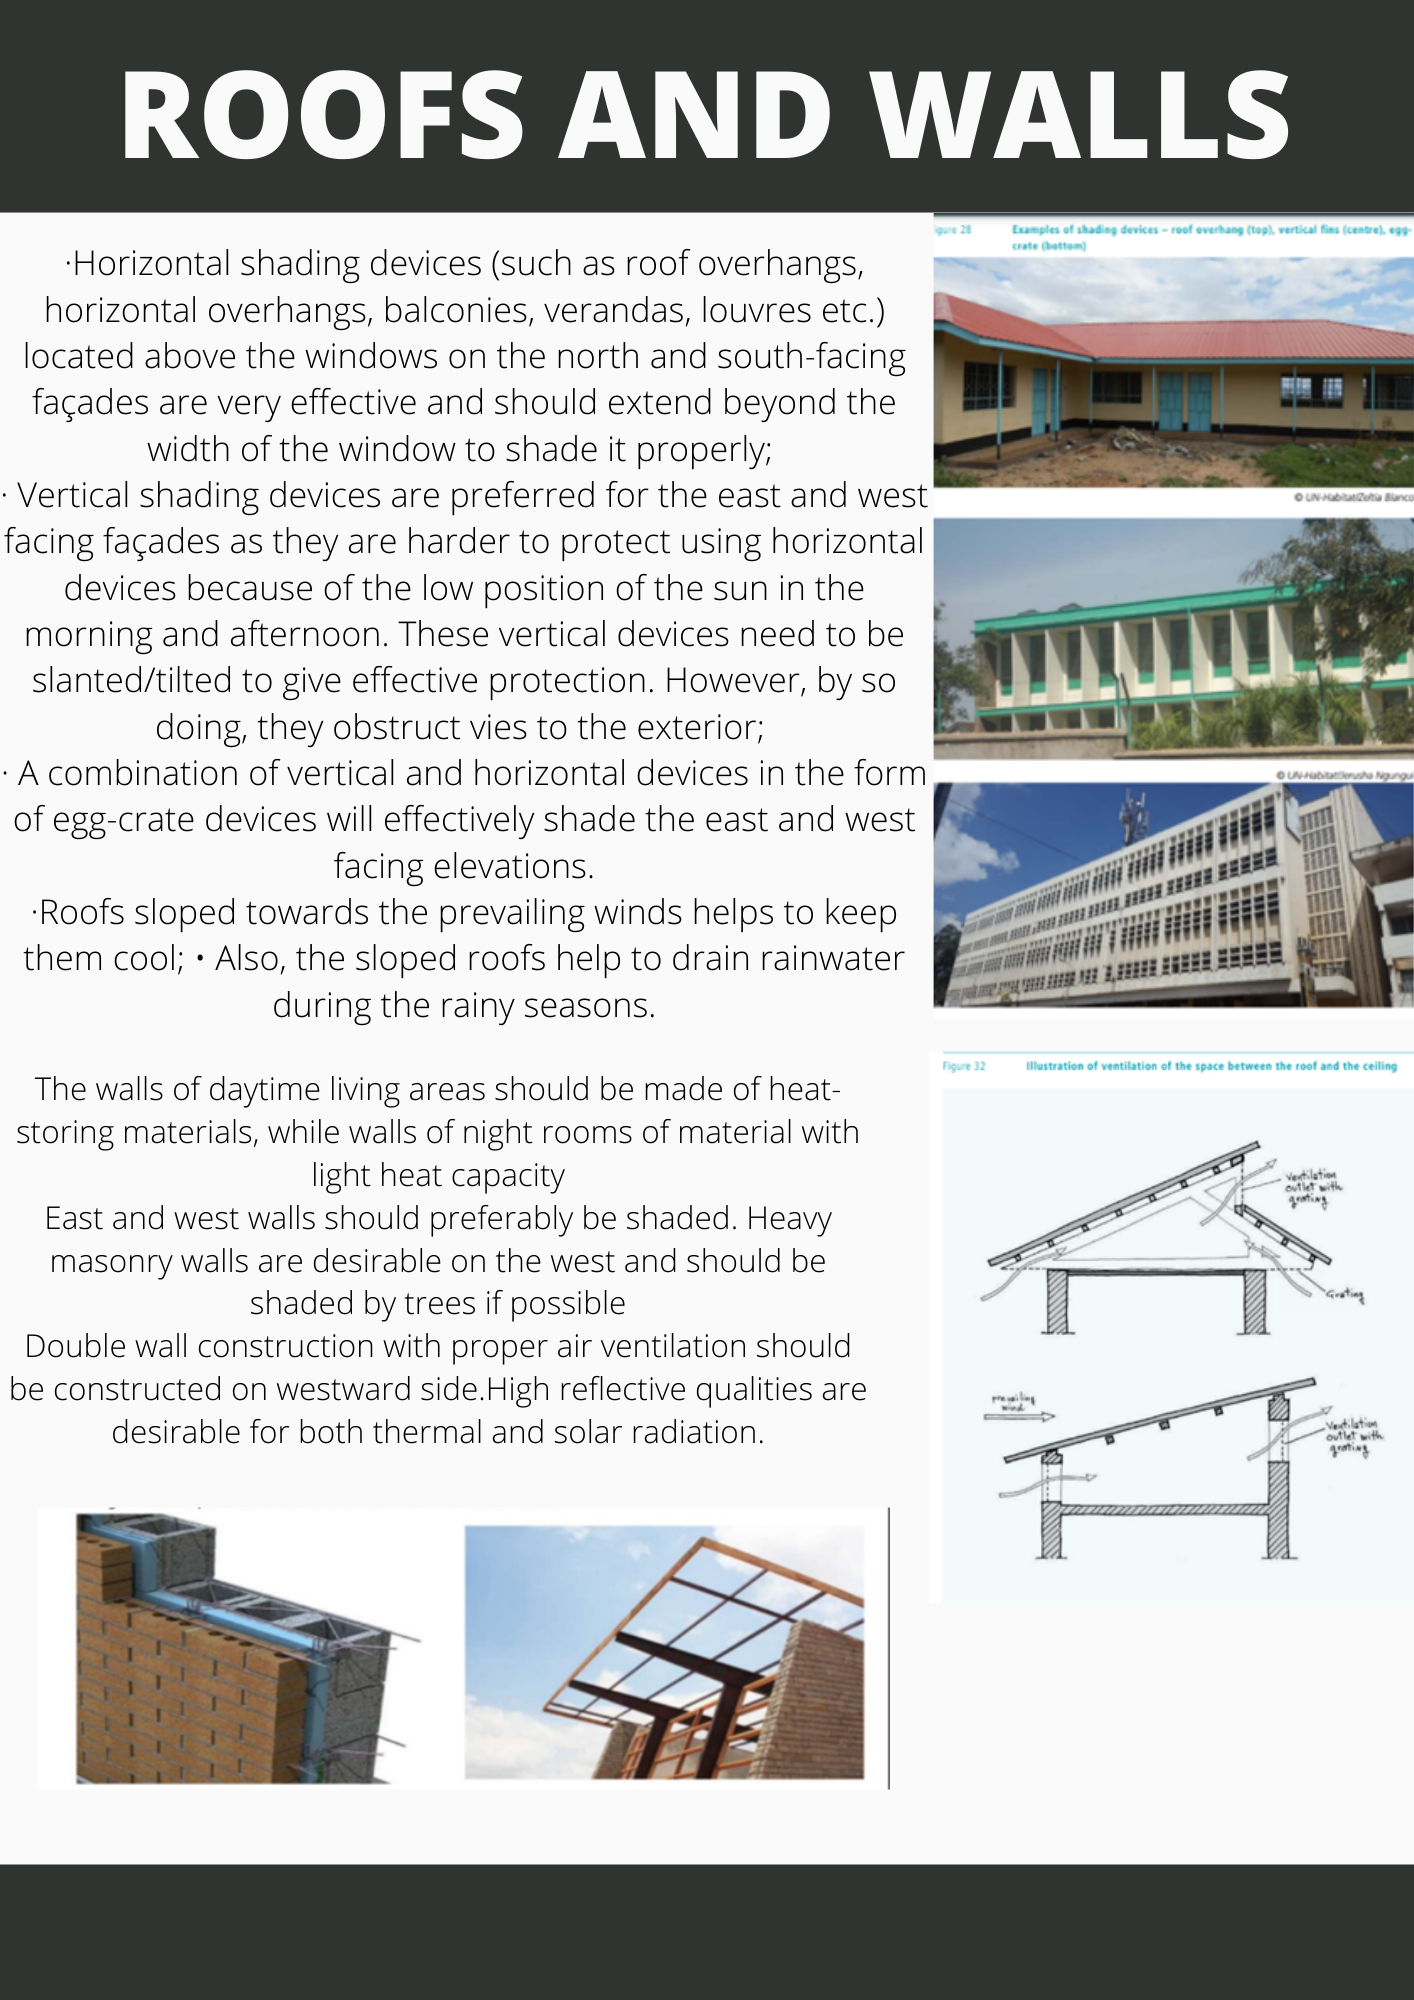 ROOFS AND WALLS
·Horizontal shading devices (such as roof overhangs,
horizontal overhangs, balconies, verandas, louvres etc.)
located above the windows on the north and south-facing
façades are very effective and should extend beyond the
width of the window to shade it properly;
· Vertical shading devices are preferred for the east and west
facing façades as they are harder to protect using horizontal
devices because of the low position of the sun in the
morning and afternoon. These vertical devices need to be
slanted/tilted to give effective protection. However, by so
doing, they obstruct vies to the exterior;
· A combination of vertical and horizontal devices in the form
of egg-crate devices will effectively shade the east and west
facing elevations.
·Roofs sloped towards the prevailing winds helps to keep
them cool; • Also, the sloped roofs help to drain rainwater
during the rainy seasons.
The walls of daytime living areas should be made of heat-
storing materials, while walls of night rooms of material with
light heat capacity
East and west walls should preferably be shaded. Heavy
masonry walls are desirable on the west and should be
shaded by trees if possible
Double wall construction with proper air ventilation should
be constructed on westward side.High reflective qualities are
desirable for both thermal and solar radiation.
igure 28 Examples of shading devices – roof overhang (top), vertical fins (centre), egg-
crate (bottom)
© UN-Habitat/Zeltia Blanco
© UN-Habitat/Jerusha Ngungui
Figure 32 Illustration of ventilation of the space between the roof and the ceiling
Ventilation
outlet with
grating
Grating
prevailing
wind
Ventilation
outlet with
grating